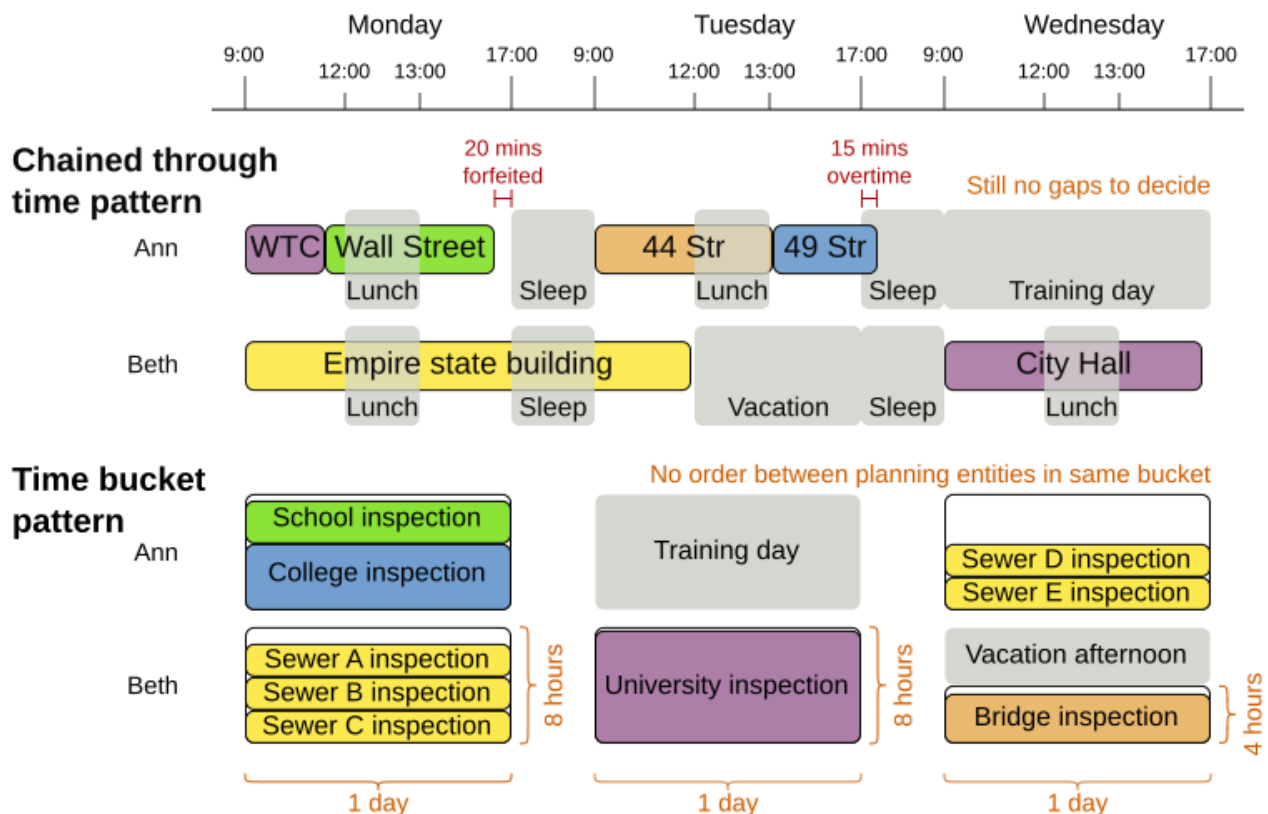 Monday
Tuesday
Wednesday
9:00
12:00
13:00
17:00
9:00
12:00
13:00
17:00
9:00
12:00
13:00
17:00
Chained through
time pattern
20 mins
forfeited
15 mins
overtime
Still no gaps to decide
Ann
WTC
Wall Street
44 Str
49 Str
Lunch
Sleep
Lunch
Sleep
Training day
Beth
Empire state building
City Hall
Lunch
Sleep
Vacation
Sleep
Lunch
Time bucket
pattern
No order between planning entities in same bucket
Ann
School inspection
College inspection
Training day
Sewer D inspection
Sewer E inspection
Beth
Sewer A inspection
Sewer B inspection
Sewer C inspection
8 hours
University inspection
8 hours
Vacation afternoon
Bridge inspection
4 hours
1 day
1 day
1 day